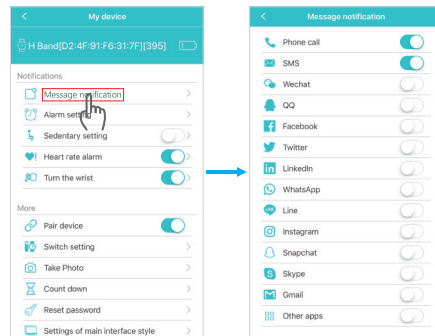 My device
H Band[D2:4F:91:F6:31:7F][395]
Notifications
Message notification
Alarm setting
Sedentary setting
Heart rate alarm
Turn the wrist
More
Pair device
Switch setting
Take Photo
Count down
Reset password
Settings of main interface style
Message notification
Phone call
SMS
Wechat
QQ
Facebook
Twitter
LinkedIn
WhatsApp
Line
Instagram
Snapchat
Skype
Gmail
Other apps